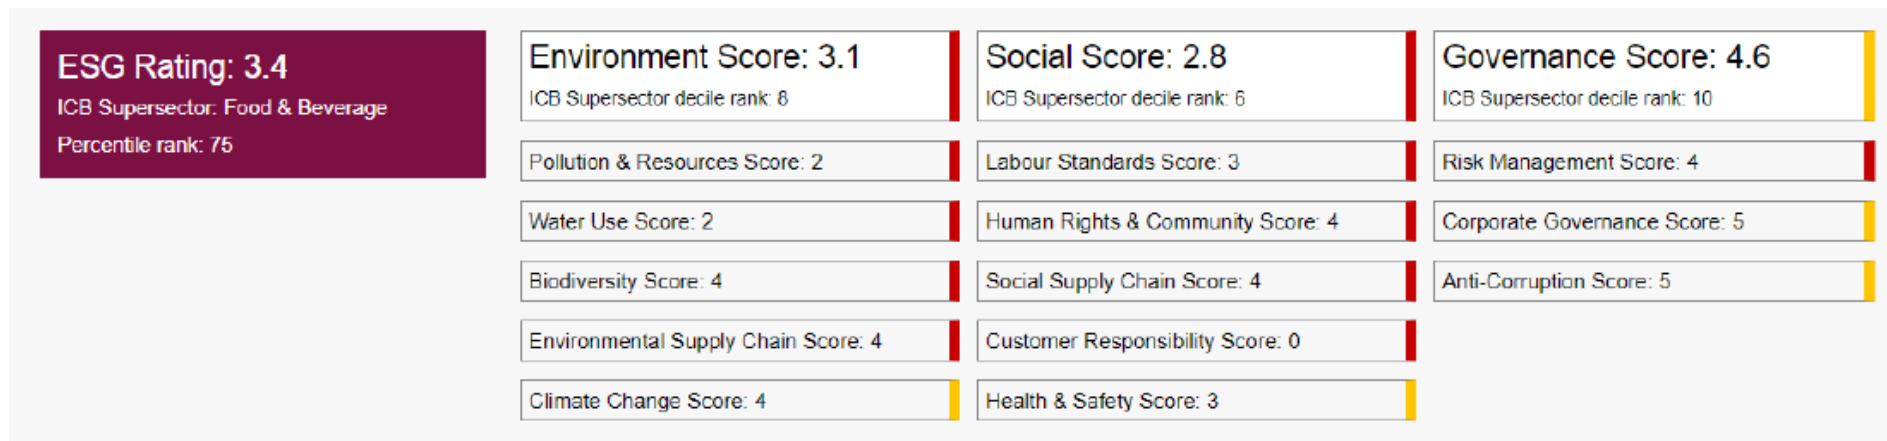 ESG Rating: 3.4
ICB Supersector: Food & Beverage
Percentile rank: 75
Environment Score: 3.1
ICB Supersector decile rank: 8
Pollution & Resources Score: 2
Water Use Score: 2
Biodiversity Score: 4
Environmental Supply Chain Score: 4
Climate Change Score: 4
Social Score: 2.8
ICB Supersector decile rank: 6
Labour Standards Score: 3
Human Rights & Community Score: 4
Social Supply Chain Score: 4
Customer Responsibility Score: 0
Health & Safety Score: 3
Governance Score: 4.6
ICB Supersector decile rank: 10
Risk Management Score: 4
Corporate Governance Score: 5
Anti-Corruption Score: 5